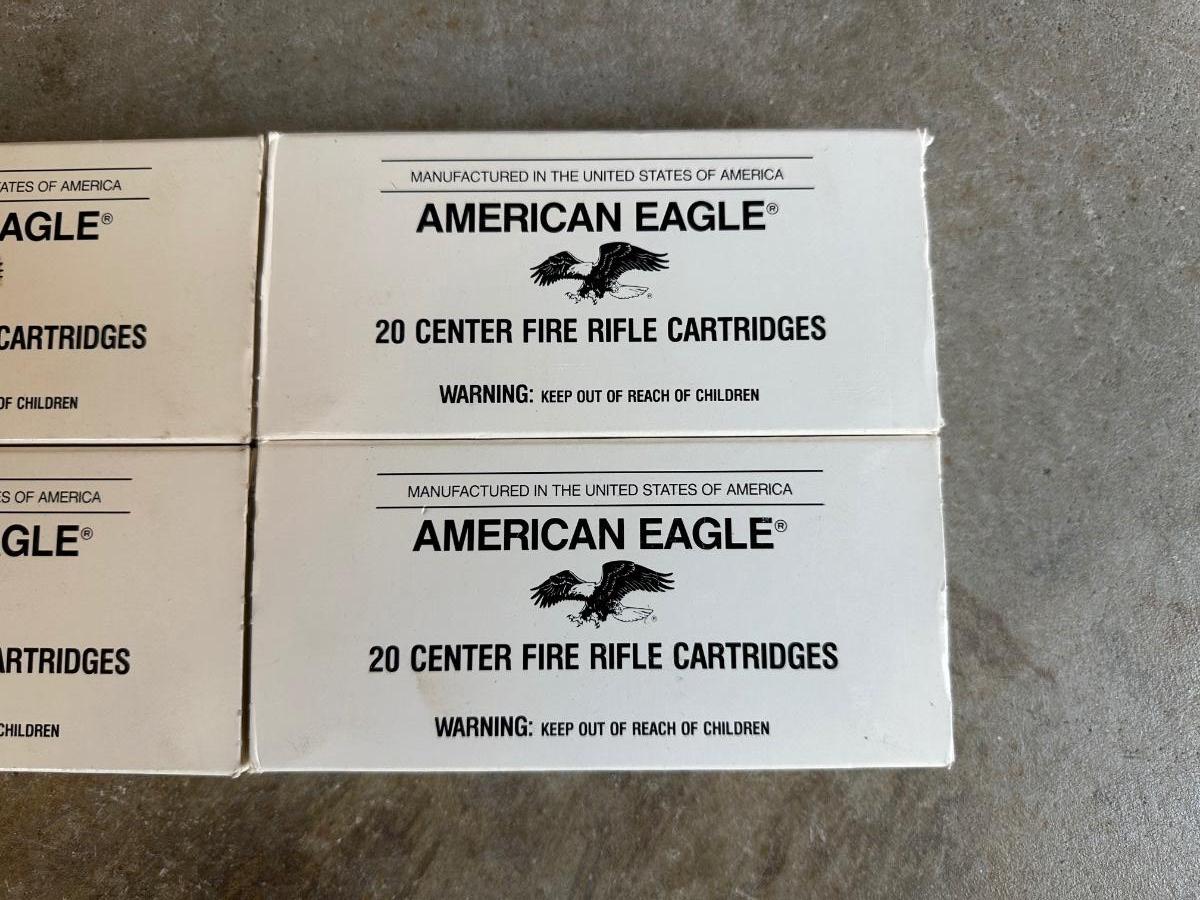 ATES OF AMERICA
AGLE®
CARTRIDGES
OF CHILDREN
MANUFACTURED IN THE UNITED STATES OF AMERICA
AMERICAN EAGLE®
®
20 CENTER FIRE RIFLE CARTRIDGES
WARNING: KEEP OUT OF REACH OF CHILDREN
S OF AMERICA
GLE®
ARTRIDGES
CHILDREN
MANUFACTURED IN THE UNITED STATES OF AMERICA
AMERICAN EAGLE®
®
20 CENTER FIRE RIFLE CARTRIDGES
WARNING: KEEP OUT OF REACH OF CHILDREN